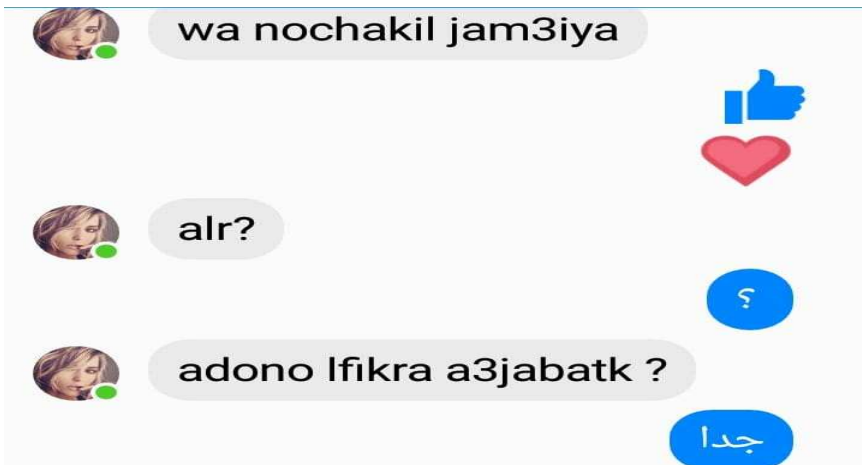 wa nochakil jam3iya
alr?
؟
adono lfikra a3jabatk ?
جدا